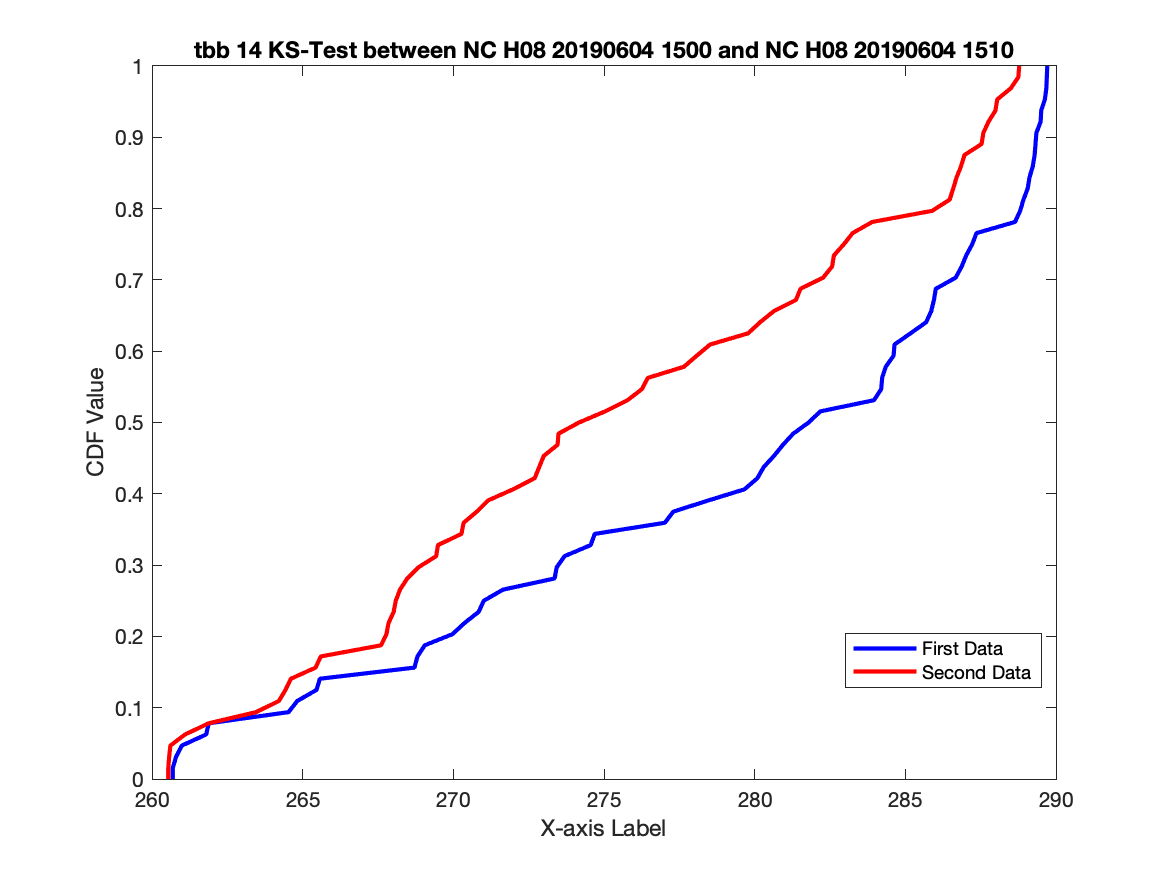 tbb 14 KS-Test between NC H08 20190604 1500 and NC H08 20190604 1510
1
0.9
0.8
0.7
0.6
0.5
0.4
0.3
0.2
0.1
0
CDF Value
First Data
Second Data
260 265 270 275 280 285 290
X-axis Label